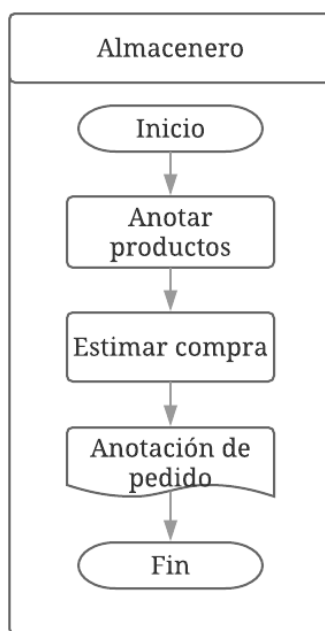 Almacenero
Inicio
Anotar
productos
Estimar compra
Anotación de
pedido
Fin